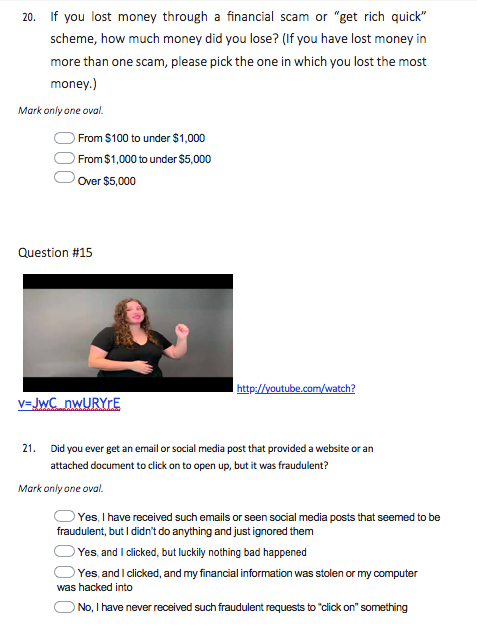 20. If you lost money through a financial scam or "get rich quick"
scheme, how much money did you lose? (If you have lost money in
more than one scam, please pick the one in which you lost the most
money.)
Mark only one oval.
From $100 to under $1,000
From $1,000 to under $5,000
Over $5,000
Question #15
http://youtube.com/watch?
v=JwC_nwURYrE
21. Did you ever get an email or social media post that provided a website or an
attached document to click on to open up, but it was fraudulent?
Mark only one oval.
Yes, I have received such emails or seen social media posts that seemed to be
fraudulent, but I didn't do anything and just ignored them
Yes, and I clicked, but luckily nothing bad happened
Yes, and I clicked, and my financial information was stolen or my computer
was hacked into
No, I have never received such fraudulent requests to "click on" something